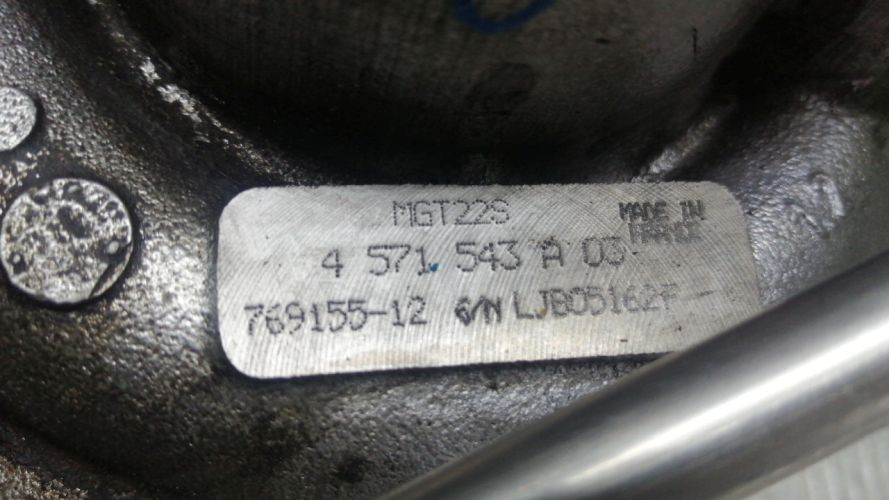 MGT22S
MADE IN
FRANCE
4 571 543 A 03
769155-12 S/N LJB05162F